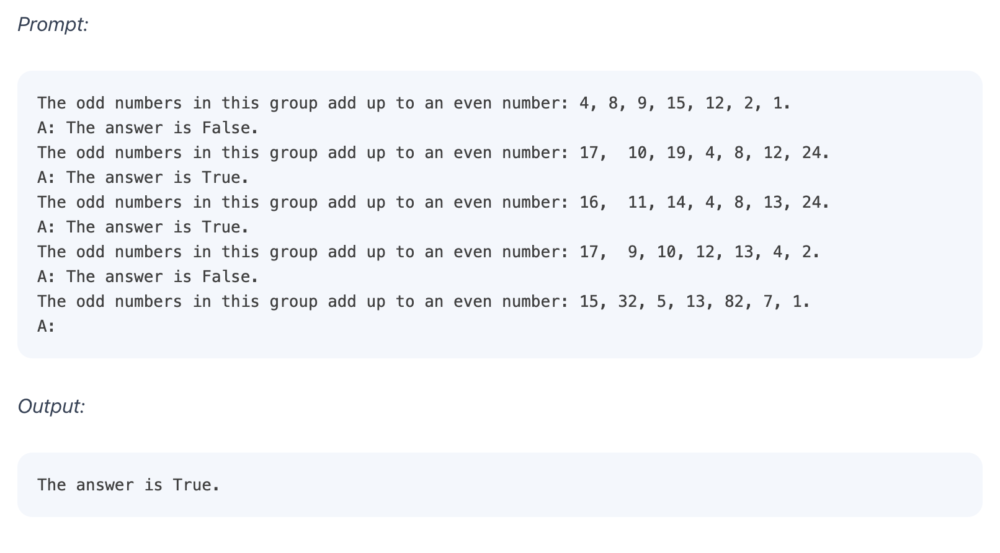 Prompt:
The odd numbers in this group add up to an even number: 4, 8, 9, 15, 12, 2, 1.
A: The answer is False.
The odd numbers in this group add up to an even number: 17,  10, 19, 4, 8, 12, 24.
A: The answer is True.
The odd numbers in this group add up to an even number: 16,  11, 14, 4, 8, 13, 24.
A: The answer is True.
The odd numbers in this group add up to an even number: 17,  9, 10, 12, 13, 4, 2.
A: The answer is False.
The odd numbers in this group add up to an even number: 15, 32, 5, 13, 82, 7, 1.
A:
Output:
The answer is True.